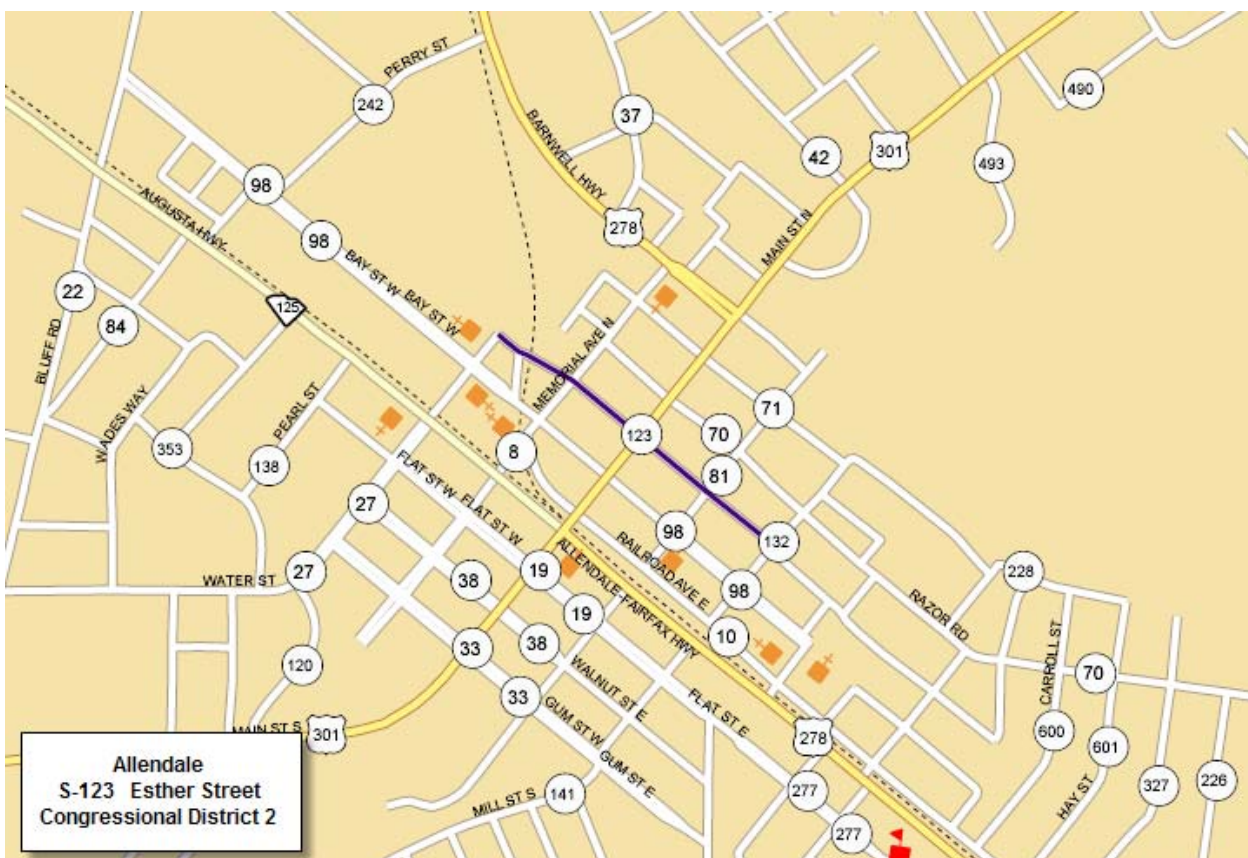 PERRY ST
242
37
490
BARNWELL HWY
42
301
493
98
AUGUSTA HWY
98
278
MAIN ST N
22
125
BAY ST W
BAY ST W
84
BLUFF RD
MEMORIAL AVE N
WADES WAY
PEARL ST
71
123
70
353
138
8
81
FLAT ST W
FLAT ST W
27
98
132
RAILROAD AVE E
ALLENDALE-FAIRFAX HWY
27
WATER ST
38
19
98
228
19
RAZOR RD
10
38
33
120
WALNUT ST E
CARROLL ST
70
33
GUM ST W
FLAT ST E
MAIN ST S
301
278
600
601
GUM ST E
HAY ST
327
226
MILL ST S
141
277
277
Allendale
S-123 Esther Street
Congressional District 2